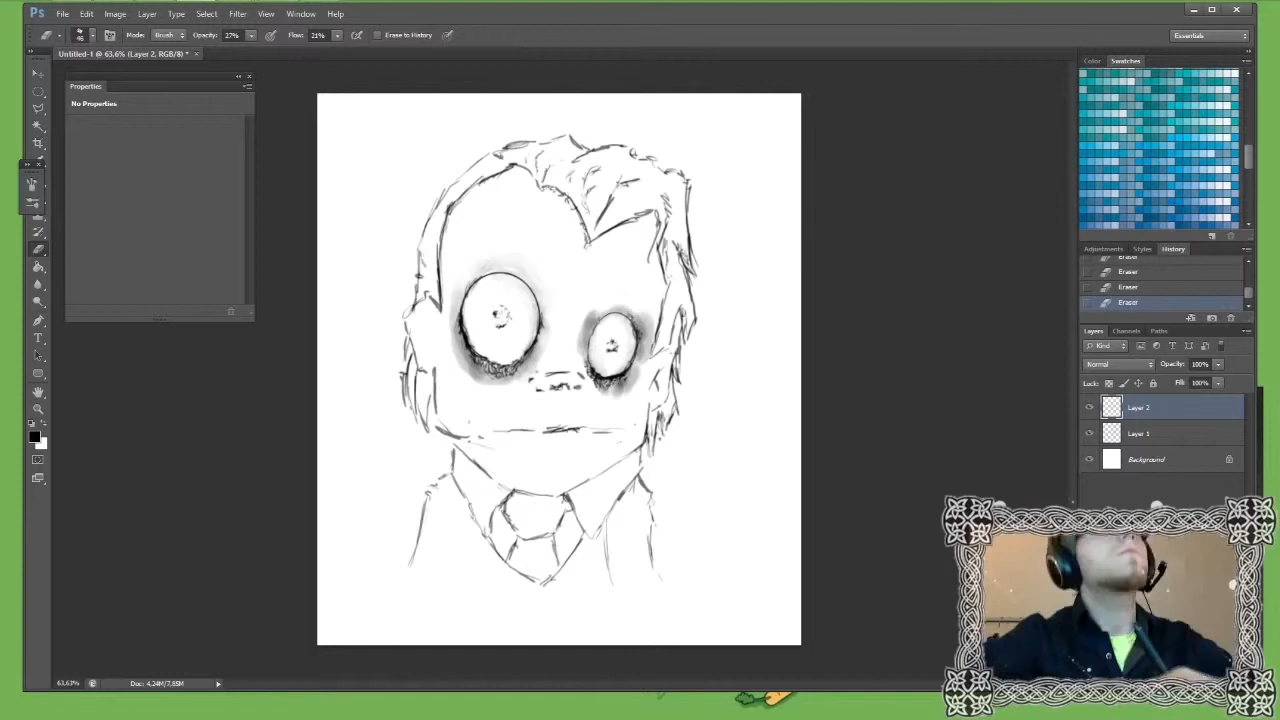 Ps File Edit Image Layer Type Select Filter View Window Help
46 Mode: Brush Opacity: 27% Flow: 21% Erase to History Essentials
Untitled-1 @ 63.6% (Layer 2, RGB/8) * ×
Color Swatches
Properties
No Properties
Adjustments Styles History
Eraser
Eraser
Eraser
Eraser
Layers Channels Paths
Kind
Normal Opacity: 100%
Lock: Fill: 100%
Layer 2
Layer 1
Background
63.63% Doc: 4.24M/7.85M